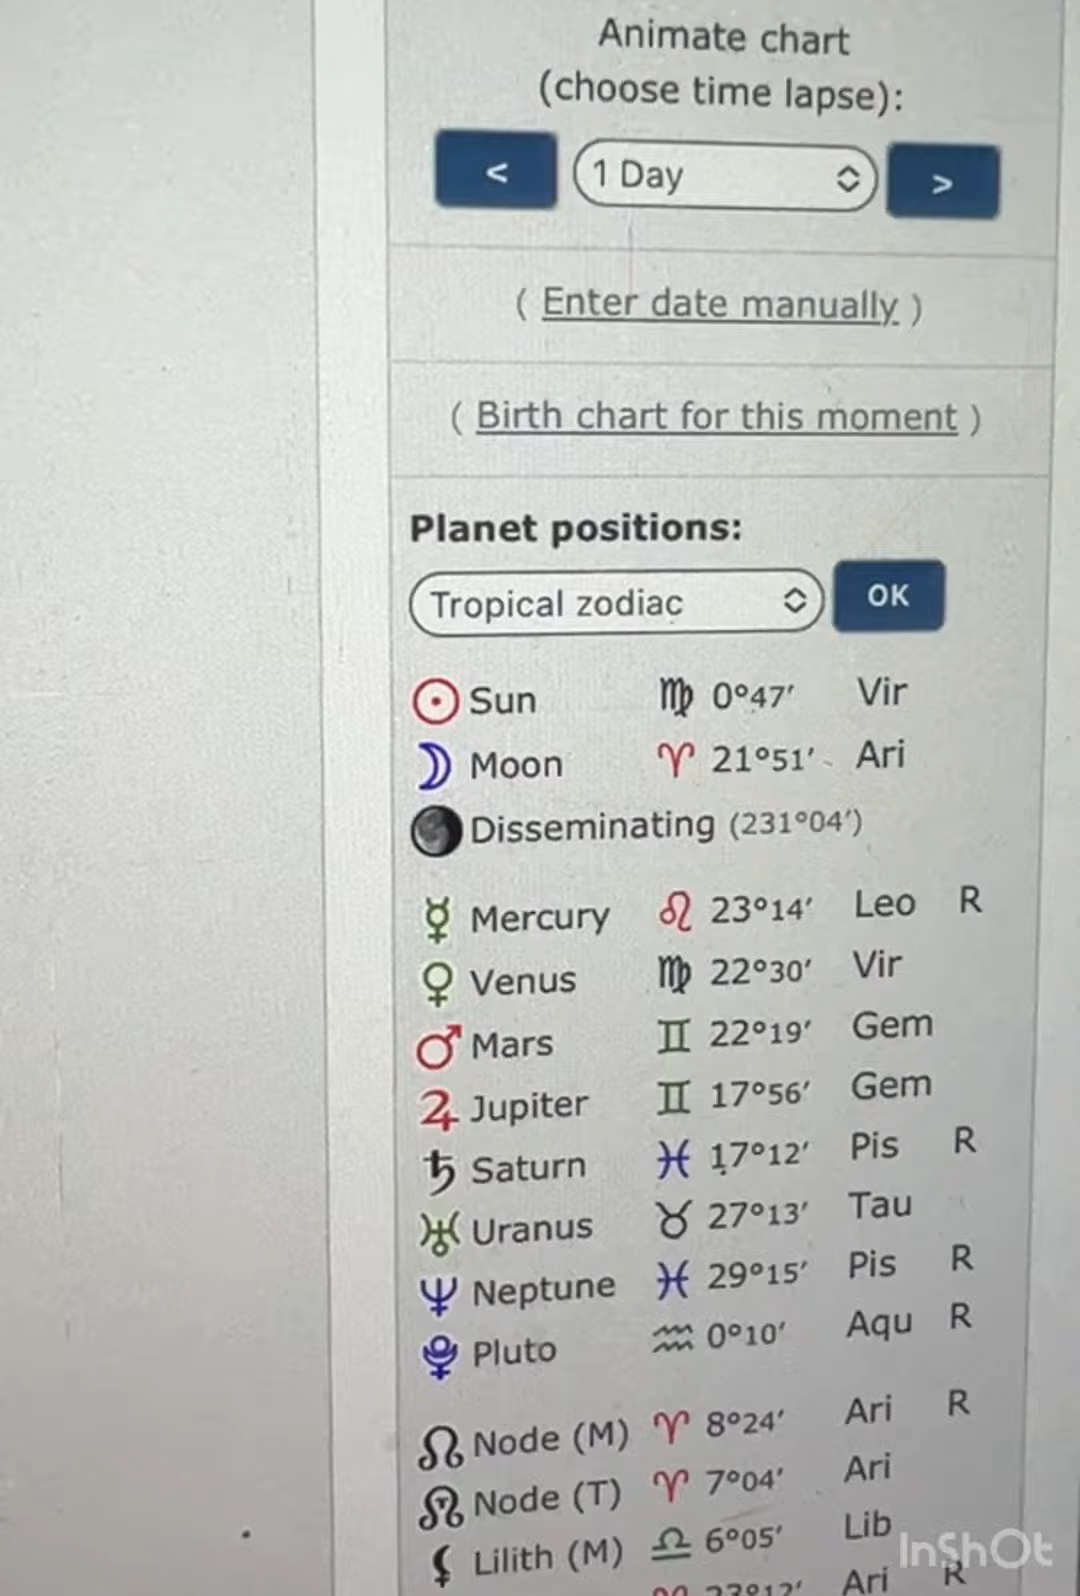 Animate chart
(choose time lapse):
< 1 Day >
( Enter date manually )
( Birth chart for this moment )
Planet positions:
Tropical zodiac OK
☉ Sun ♍ 0°47′ Vir
☽ Moon ♈ 21°51′ Ari
Disseminating (231°04′)
☿ Mercury ♌ 23°14′ Leo R
♀ Venus ♍ 22°30′ Vir
♂ Mars ♊ 22°19′ Gem
♃ Jupiter ♊ 17°56′ Gem
♄ Saturn ♓ 17°12′ Pis R
♅ Uranus ♉ 27°13′ Tau
♆ Neptune ♓ 29°15′ Pis R
Pluto ♒ 0°10′ Aqu R
☊ Node (M) ♈ 8°24′ Ari R
Node (T) ♈ 7°04′ Ari
⚸ Lilith (M) ♎ 6°05′ Lib
Ari R
InShOt